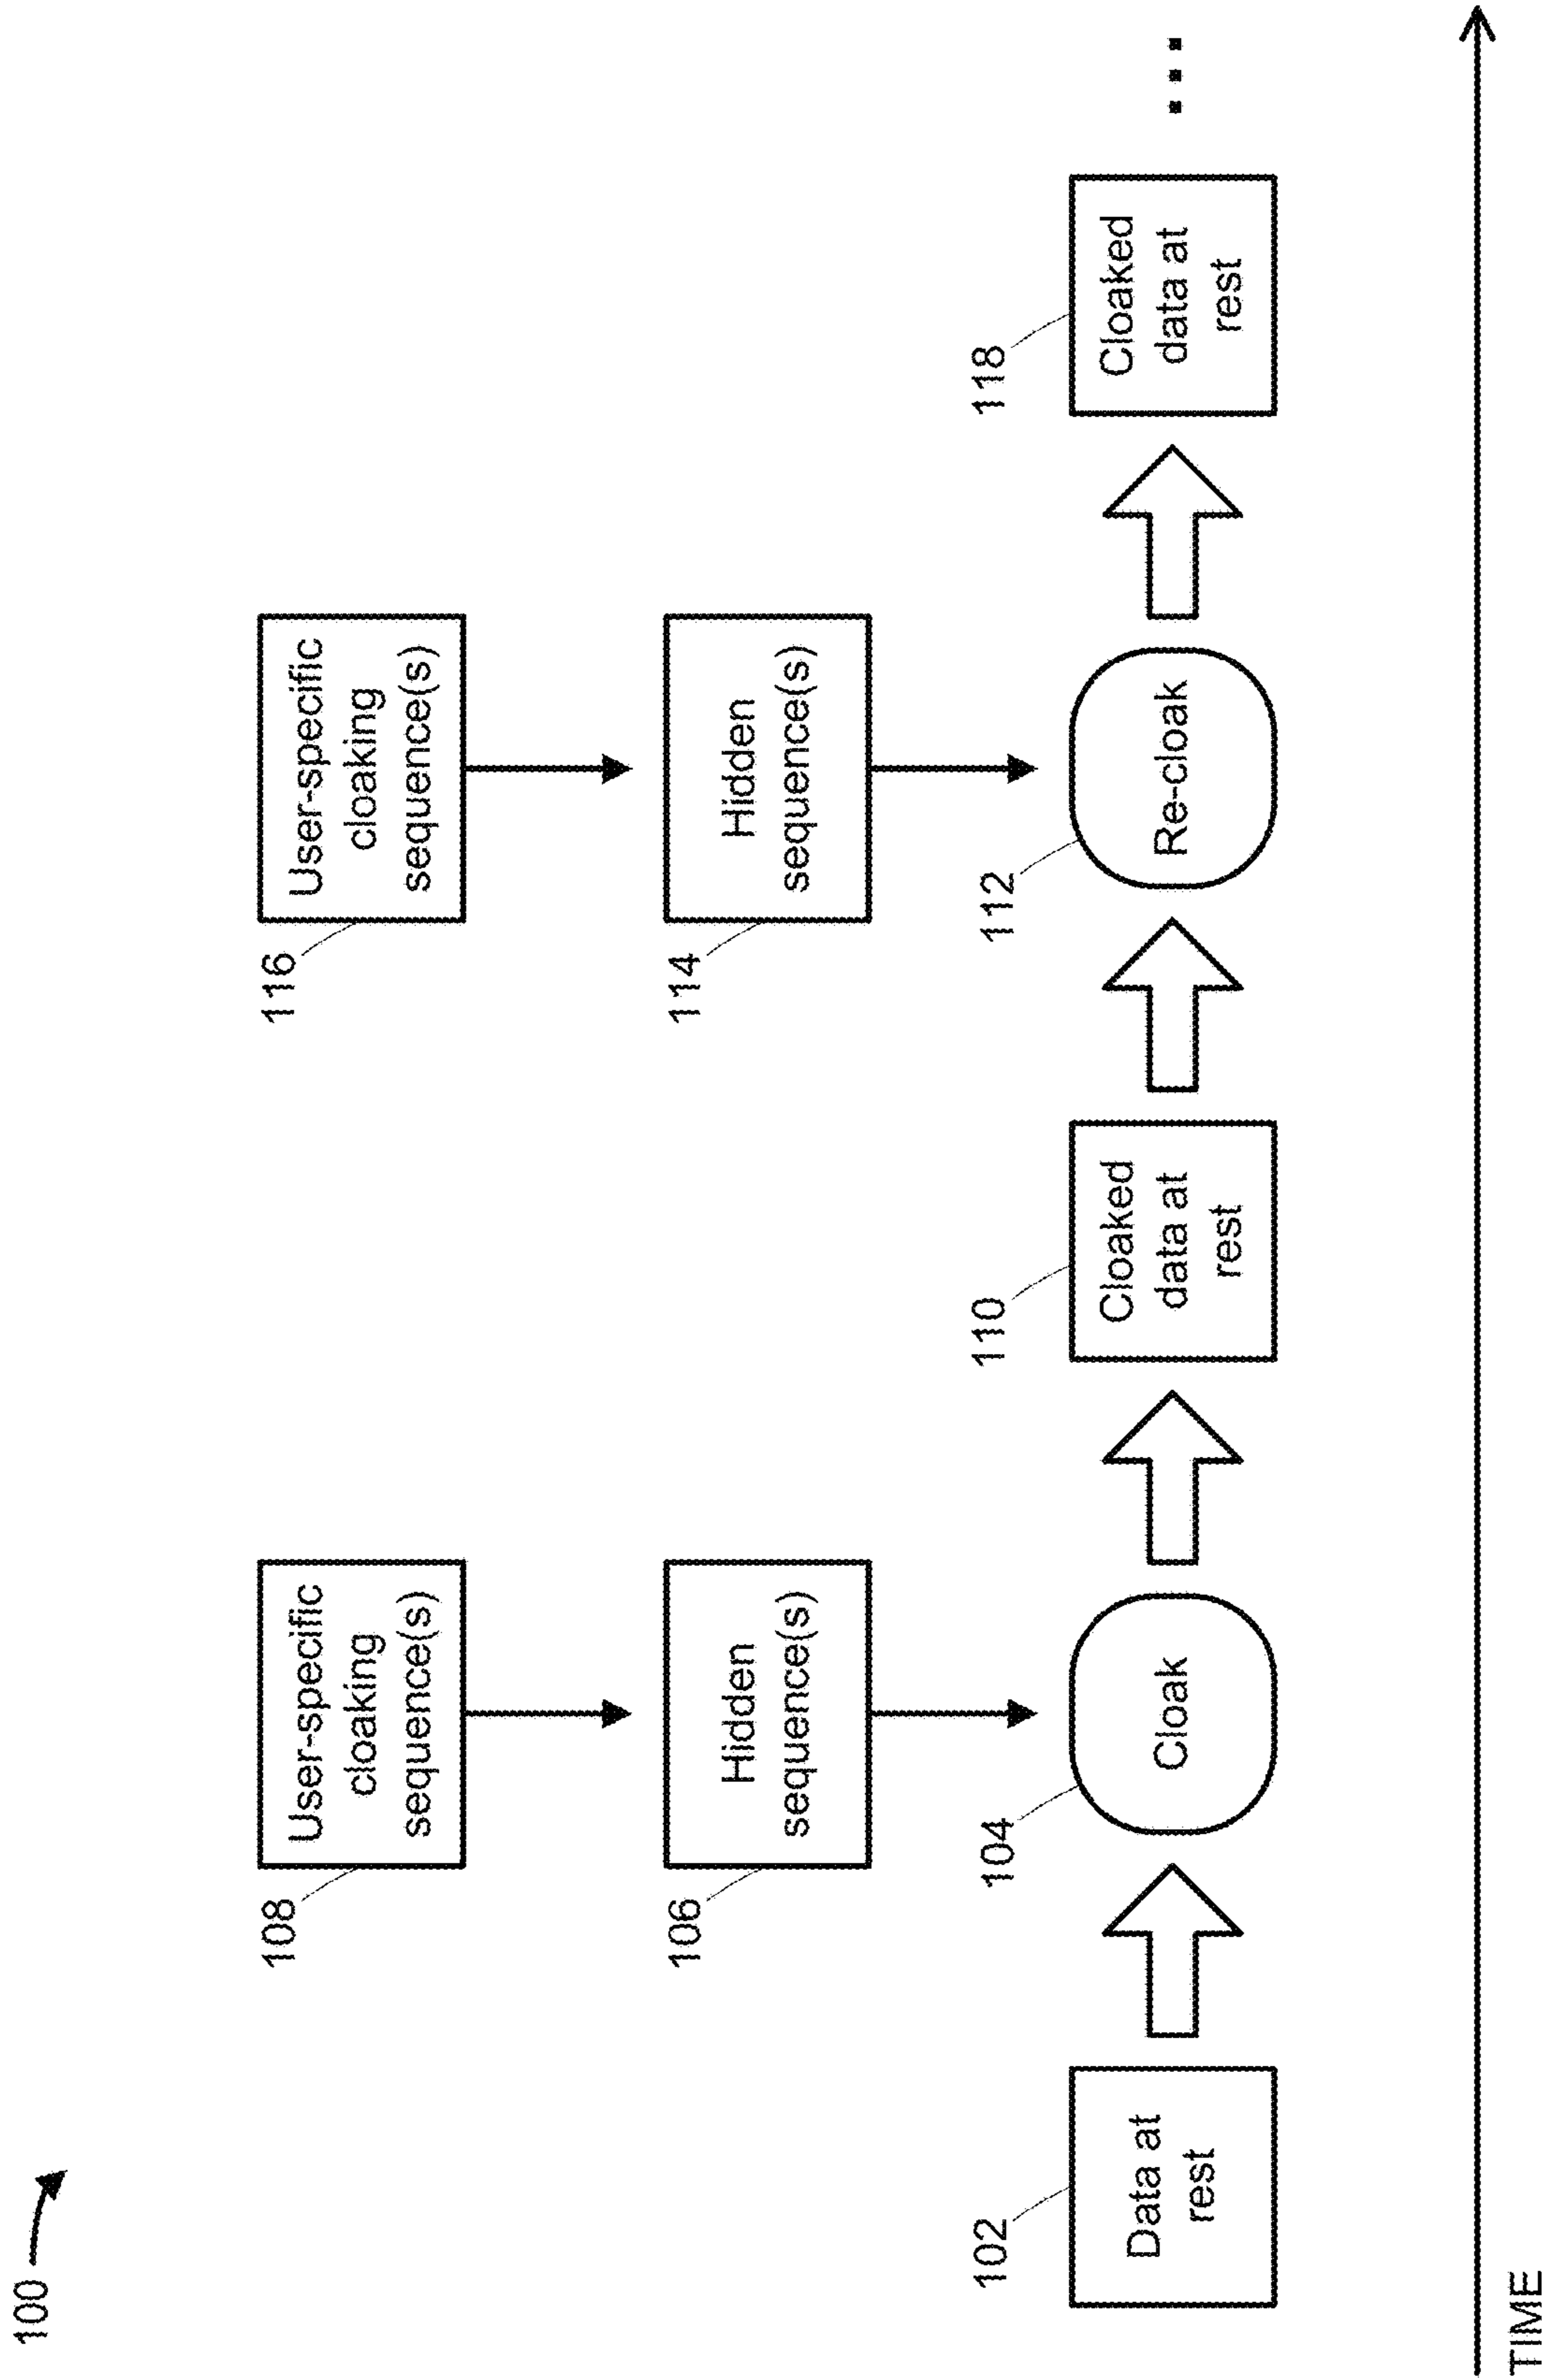 100
108
User-specific
cloaking
sequence(s)
116
User-specific
cloaking
sequence(s)
106
Hidden
sequence(s)
114
Hidden
sequence(s)
102
Data at
rest
104
Cloak
110
Cloaked
data at
rest
112
Re-cloak
118
Cloaked
data at
rest
TIME